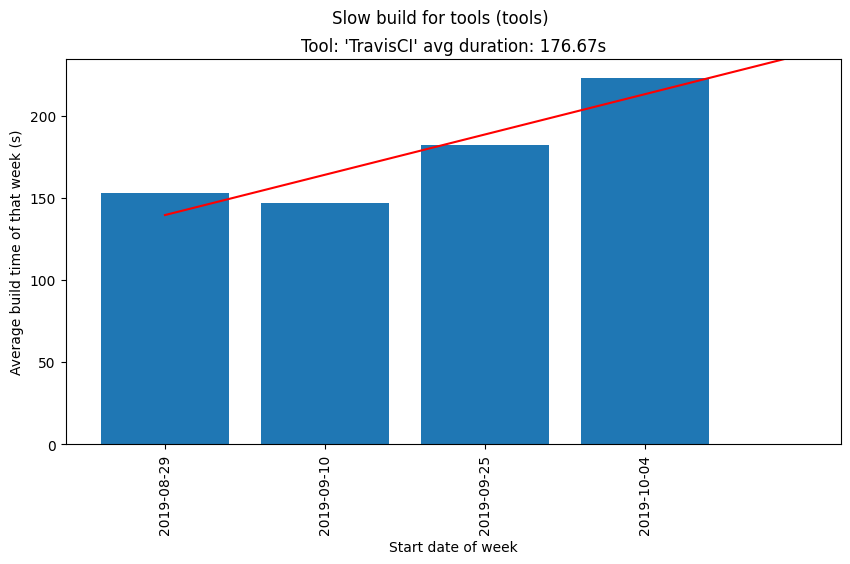 Slow build for tools (tools)
Tool: 'TravisCI' avg duration: 176.67s
Average build time of that week (s)
200
150
100
50
0
2019-08-29
2019-09-10
2019-09-25
2019-10-04
Start date of week